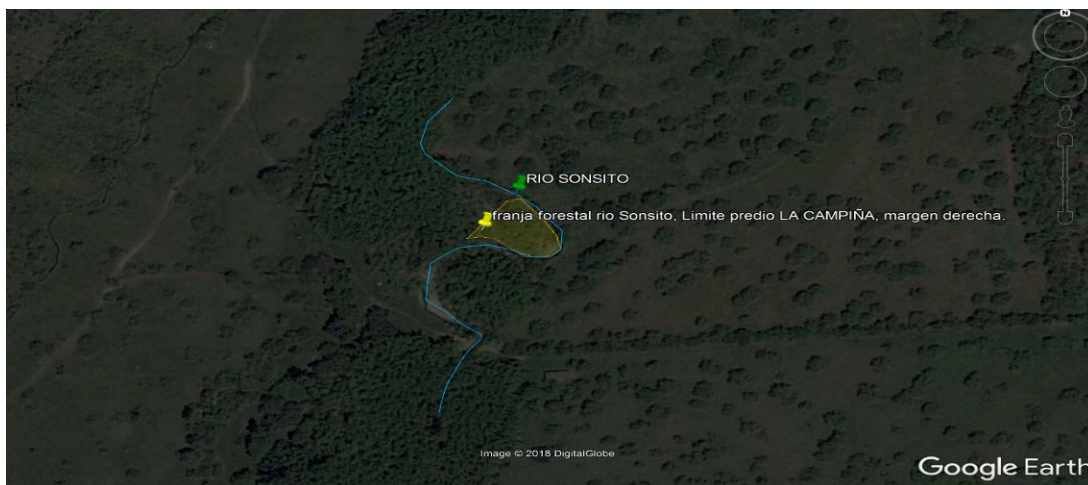 RIO SONSITO
franja forestal rio Sonsito, Limite predio LA CAMPIÑA, margen derecha.
Image © 2018 DigitalGlobe
Google Earth